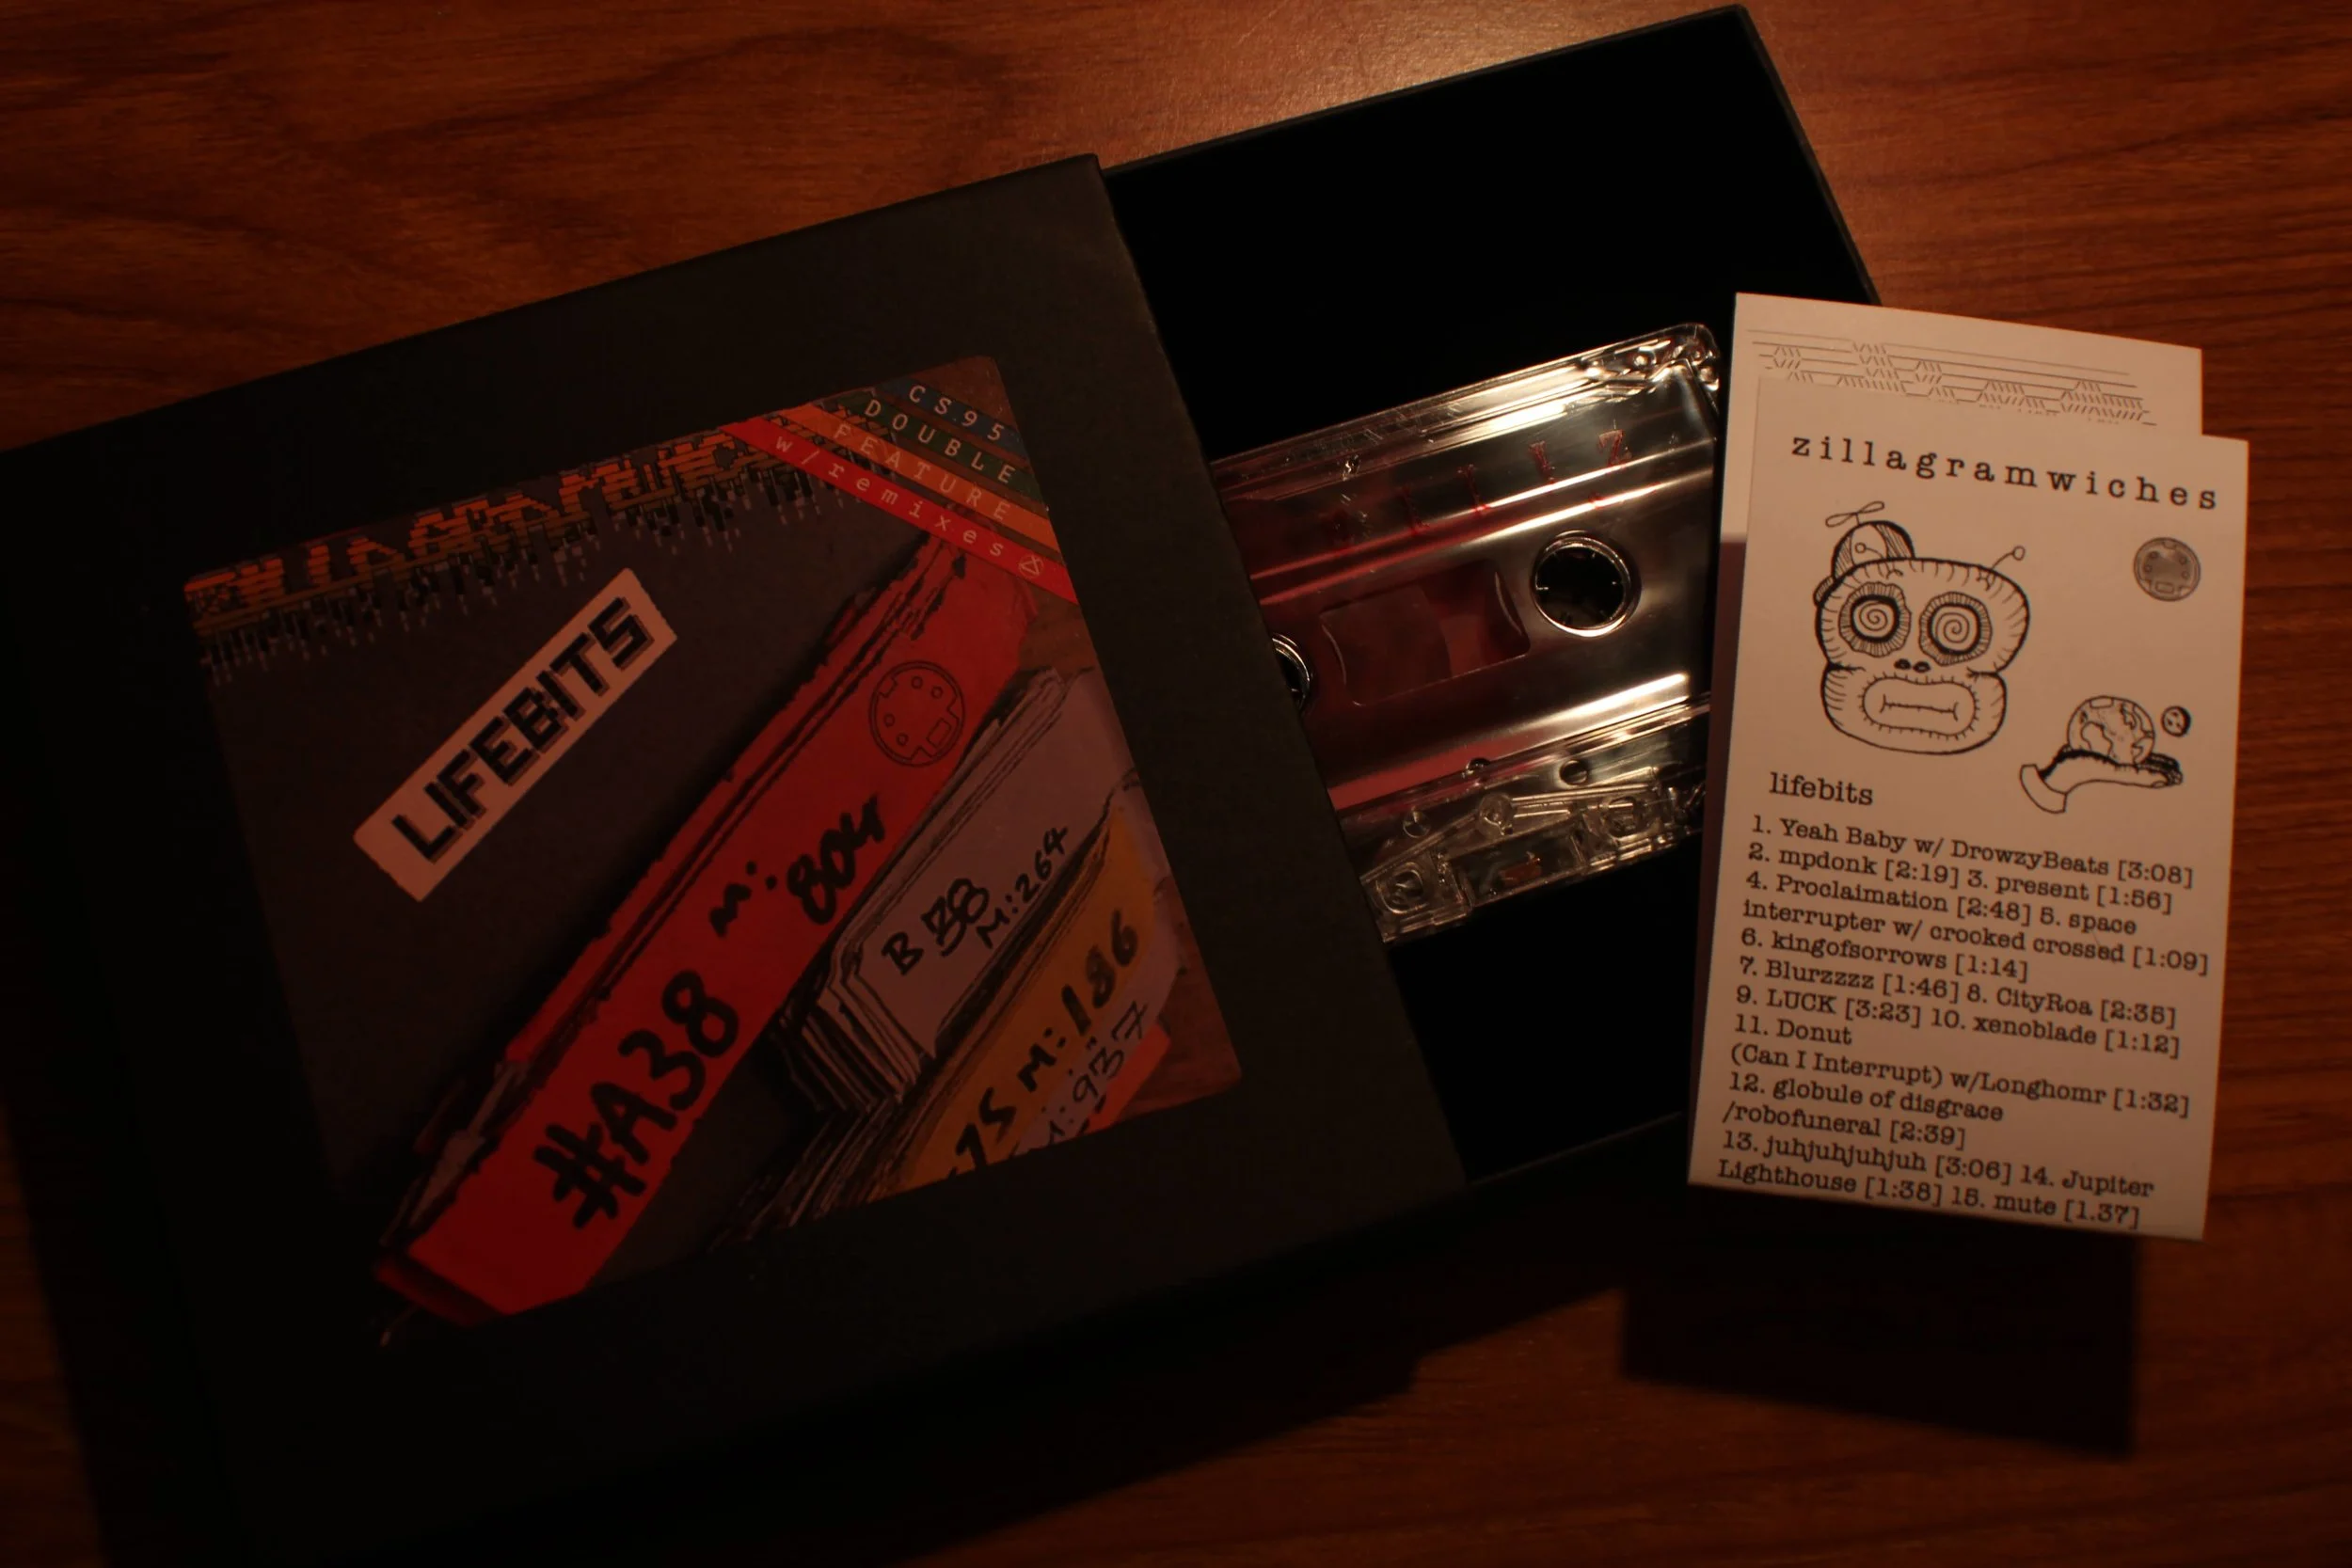 CS95
DOUBLE
FEATURE
w/remixes
LIFEBITS
#A38
M:804
B B8
M:264
75 M:186
937
zillagramwiches
lifebits
1. Yeah Baby w/ DrowzyBeats [3:08]
2. mpdonk [2:19] 3. present [1:56]
4. Proclaimation [2:48] 5. space
interrupter w/ crooked crossed [1:09]
6. kingofsorrows [1:14]
7. Blurzzzz [1:46] 8. CityRoa [2:35]
9. LUCK [3:23] 10. xenoblade [1:12]
11. Donut
(Can I Interrupt) w/Longhomr [1:32]
12. globule of disgrace
/robofuneral [2:39]
13. juhjuhjuhjuh [3:06] 14. Jupiter
Lighthouse [1:38] 15. mute [1.37]